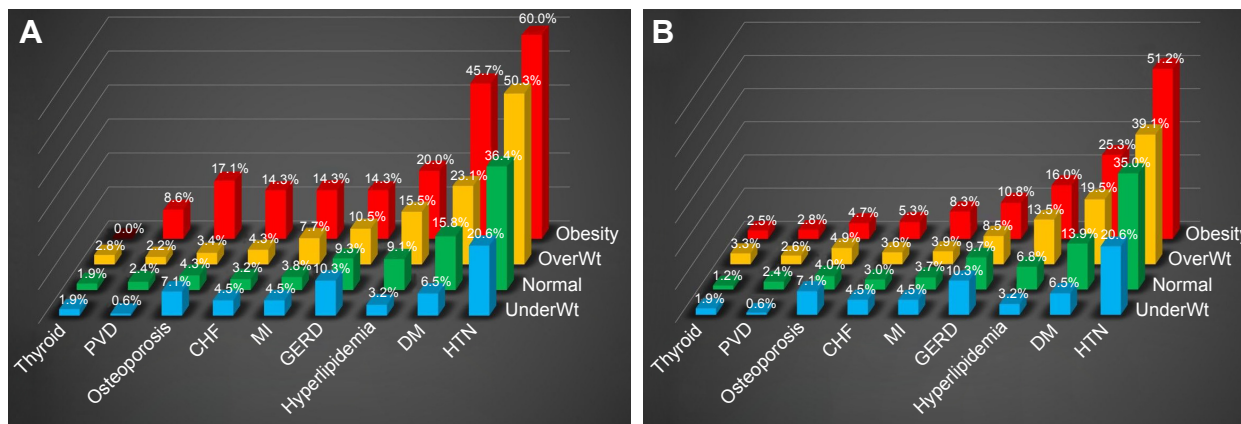 A
0.0% 8.6% 17.1% 14.3% 14.3% 14.3% 20.0% 45.7% 60.0%
Obesity
2.8% 2.2% 3.4% 4.3% 7.7% 10.5% 15.5% 23.1% 50.3%
OverWt
1.9% 2.4% 4.3% 3.2% 3.8% 9.3% 9.1% 15.8% 36.4%
Normal
1.9% 0.6% 7.1% 4.5% 4.5% 10.3% 3.2% 6.5% 20.6%
UnderWt
Thyroid
PVD
Osteoporosis
CHF
MI
GERD
Hyperlipidemia
DM
HTN
B
2.5% 2.8% 4.7% 5.3% 8.3% 10.8% 16.0% 25.3% 51.2%
Obesity
3.3% 2.6% 4.9% 3.6% 3.9% 8.5% 13.5% 19.5% 39.1%
OverWt
1.2% 2.4% 4.0% 3.0% 3.7% 9.7% 6.8% 13.9% 35.0%
Normal
1.9% 0.6% 7.1% 4.5% 4.5% 10.3% 3.2% 6.5% 20.6%
UnderWt
Thyroid
PVD
Osteoporosis
CHF
MI
GERD
Hyperlipidemia
DM
HTN